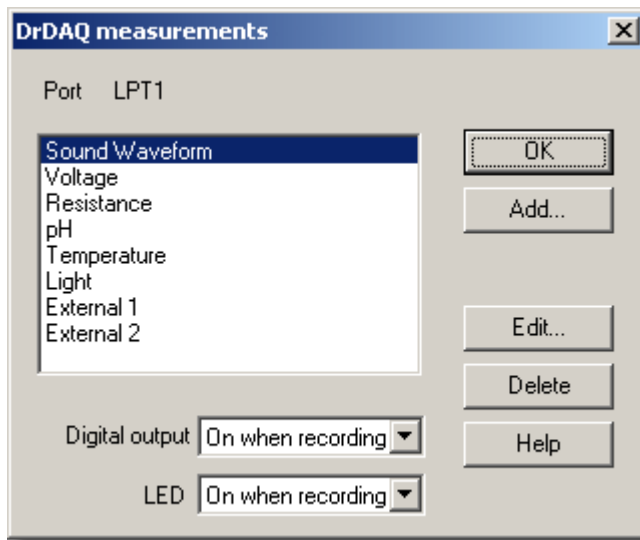 DrDAQ measurements
Port LPT1
Sound Waveform
Voltage
Resistance
pH
Temperature
Light
External 1
External 2
OK
Add...
Edit...
Delete
Help
Digital output On when recording
LED On when recording